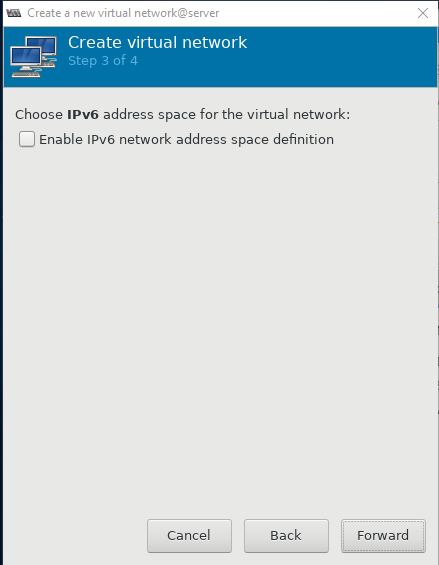 Create a new virtual network@server
Create virtual network
Step 3 of 4
Choose IPv6 address space for the virtual network:
Enable IPv6 network address space definition
Cancel
Back
Forward